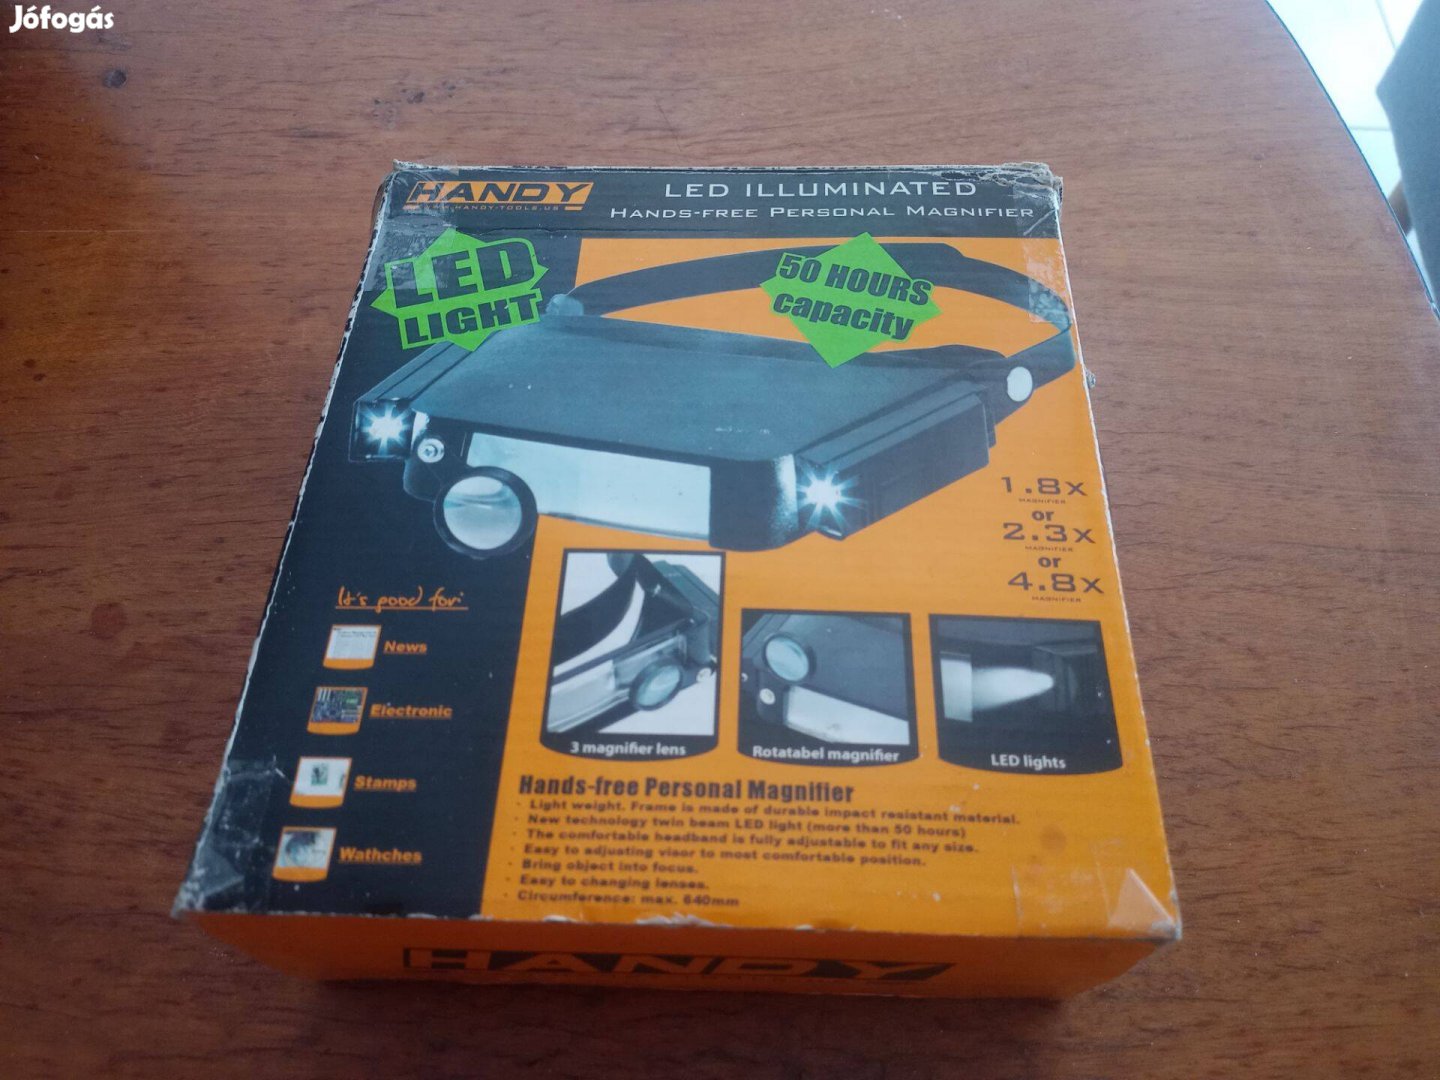 Jófogás
HANDY
WWW.HANDY-TOOLS.US
LED ILLUMINATED
HANDS-FREE PERSONAL MAGNIFIER
LED
LIGHT
50 HOURS
capacity
1.8x
MAGNIFIER
or
2.3x
MAGNIFIER
or
4.8x
MAGNIFIER
It's good for:
News
Electronic
Stamps
Wathches
3 magnifier lens
Rotatabel magnifier
LED lights
Hands-free Personal Magnifier
· Light weight. Frame is made of durable impact resistant material.
· New technology twin beam LED light (more than 50 hours)
· The comfortable headband is fully adjustable to fit any size.
· Easy to adjusting visor to most comfortable position.
· Bring object into focus.
· Easy to changing lenses.
· Circumference: max. 640mm
HANDY